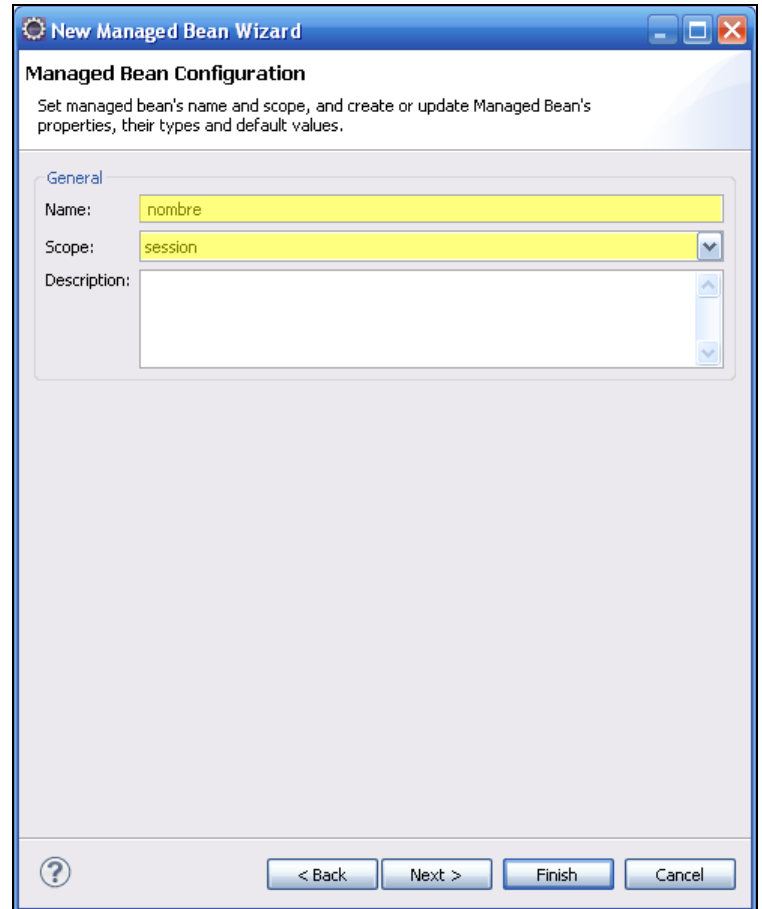 New Managed Bean Wizard
Managed Bean Configuration
Set managed bean's name and scope, and create or update Managed Bean's
properties, their types and default values.
General
Name: nombre
Scope: session
Description:
?
< Back Next > Finish Cancel